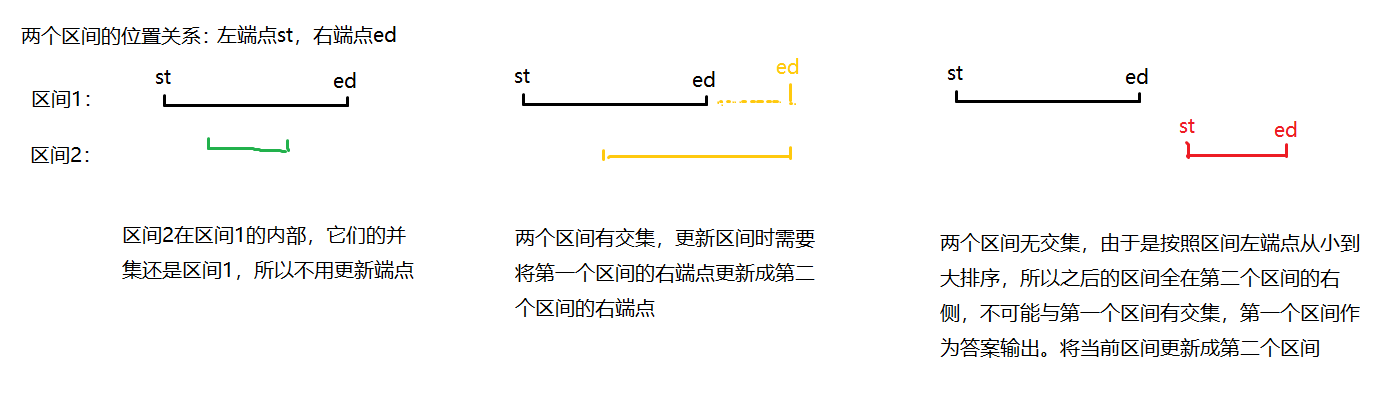 两个区间的位置关系：左端点st，右端点ed
st
ed
st
ed
ed
st
ed
区间1：
区间2：
st
ed
区间2在区间1的内部，它们的并
集还是区间1，所以不用更新端点
两个区间有交集，更新区间时需要
将第一个区间的右端点更新成第二
个区间的右端点
两个区间无交集，由于是按照区间左端点从小到
大排序，所以之后的区间全在第二个区间的右
侧，不可能与第一个区间有交集，第一个区间作
为答案输出。将当前区间更新成第二个区间